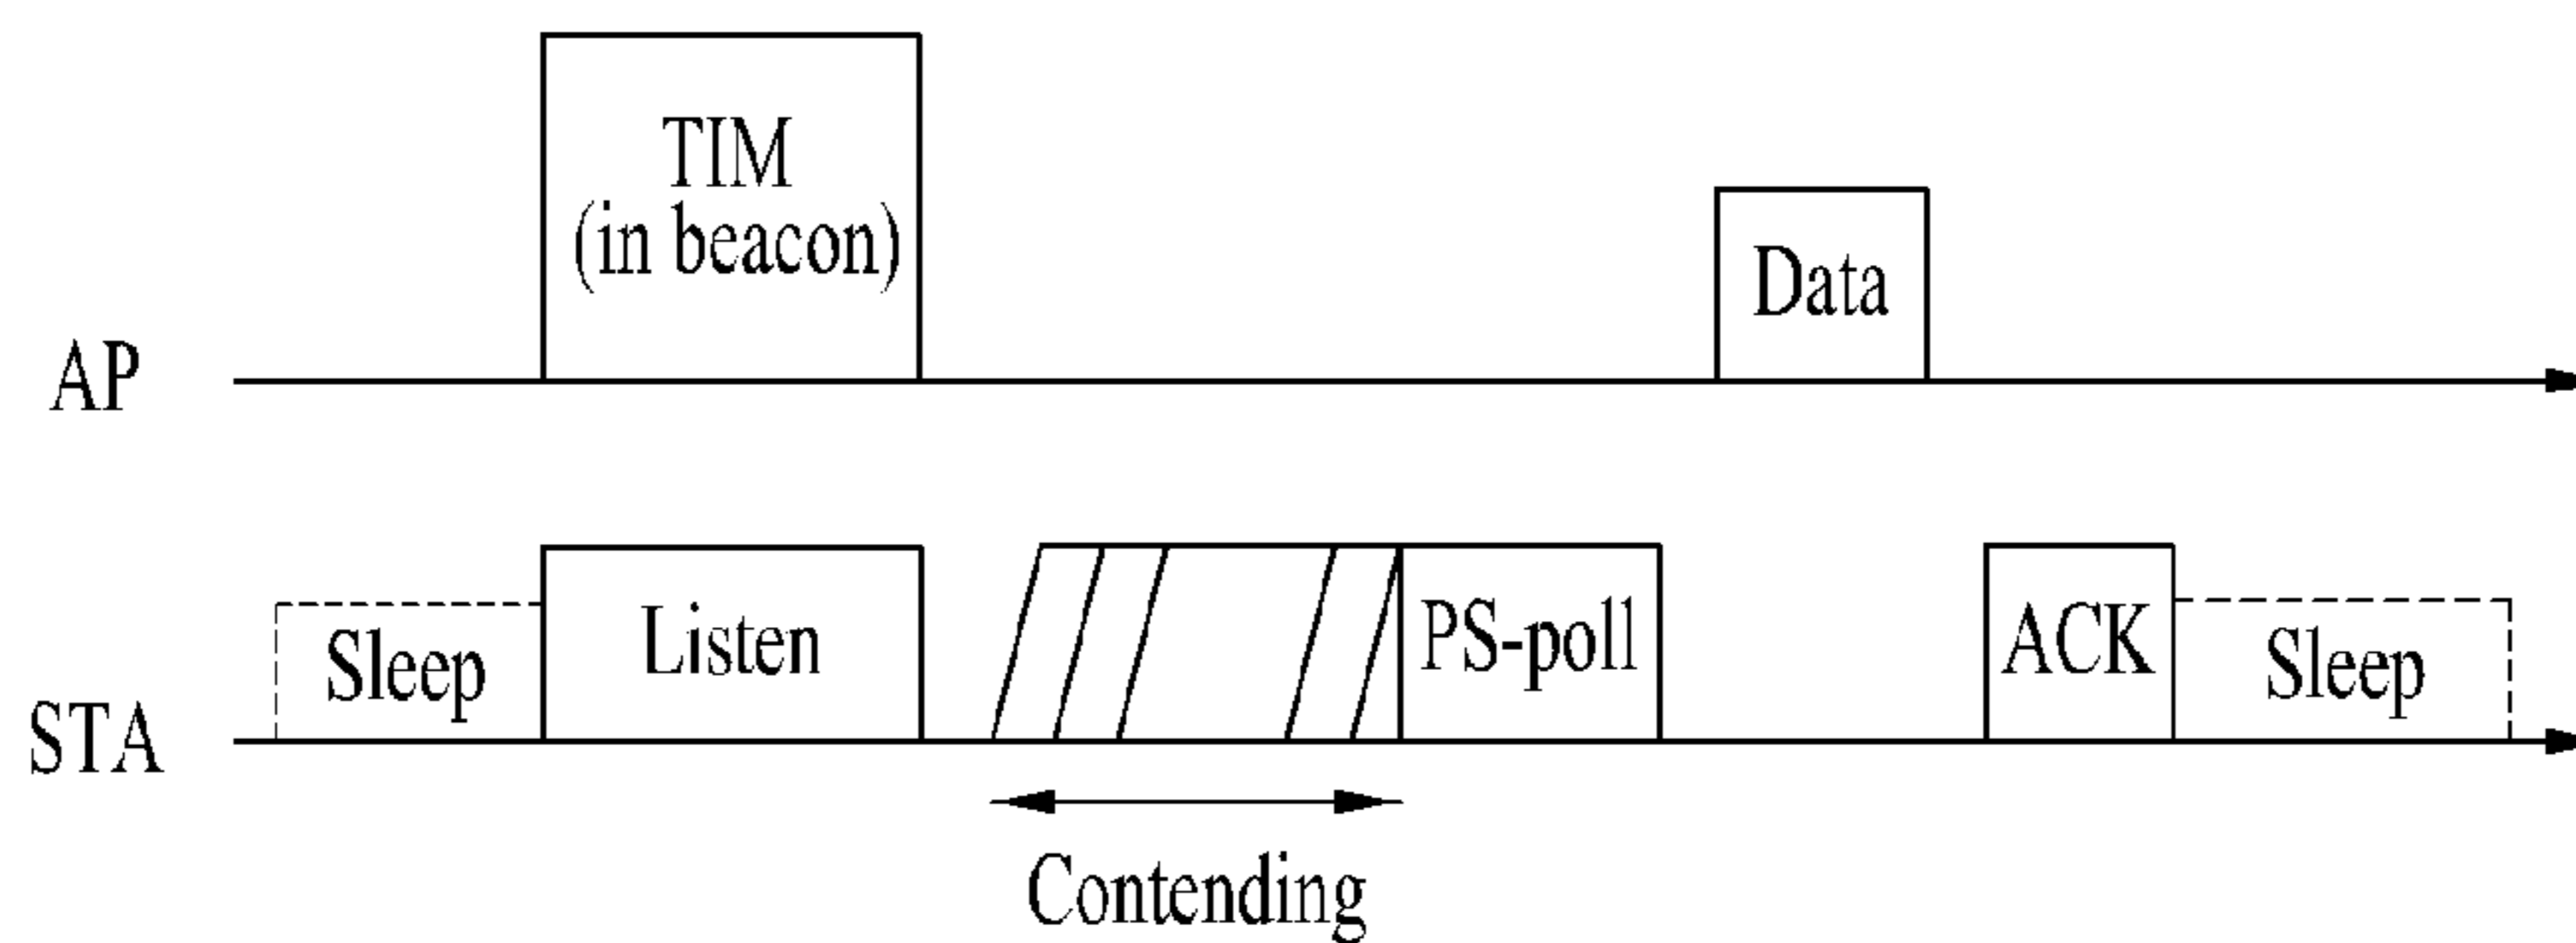 TIM
(in beacon)
Data
AP
Sleep
Listen
PS-poll
ACK
Sleep
STA
Contending